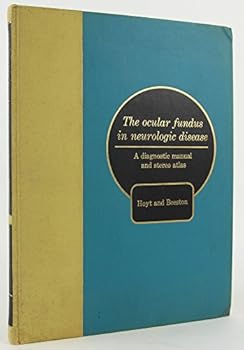 The ocular fundus
in neurologic disease
A diagnostic manual
and stereo atlas
Hoyt and Beeston